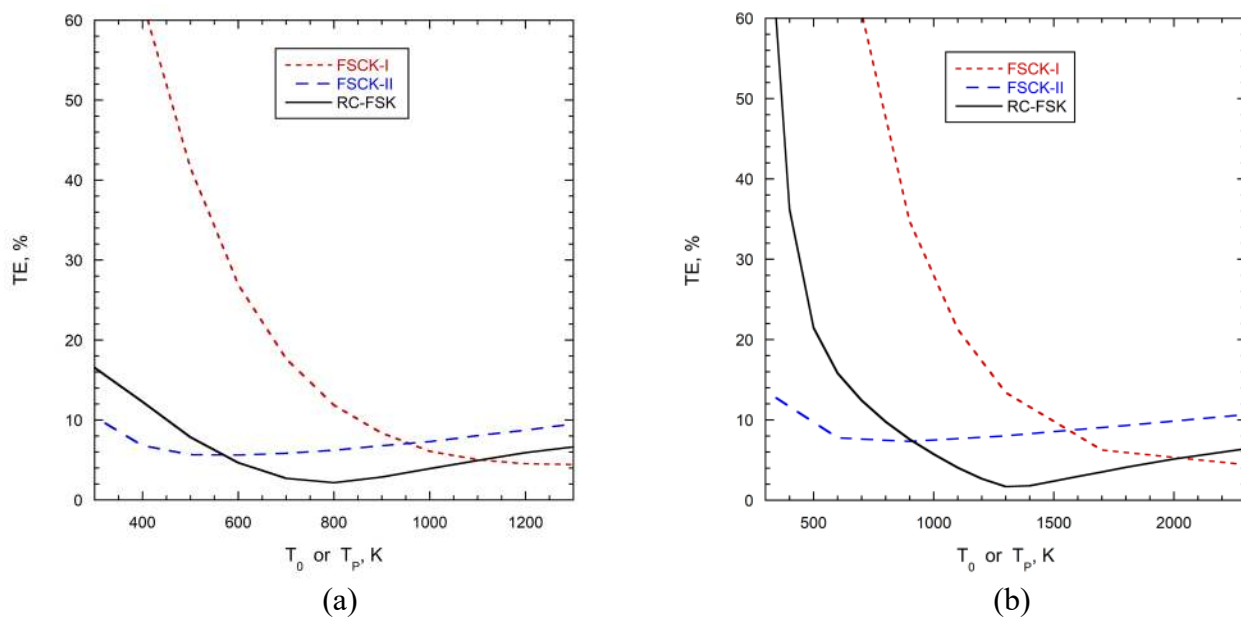 60
50
40
30
20
10
0
TE, %
FSCK-I
FSCK-II
RC-FSK
400 600 800 1000 1200
T₀ or Tₚ, K
(a)
60
50
40
30
20
10
0
TE, %
FSCK-I
FSCK-II
RC-FSK
500 1000 1500 2000
T₀ or Tₚ, K
(b)